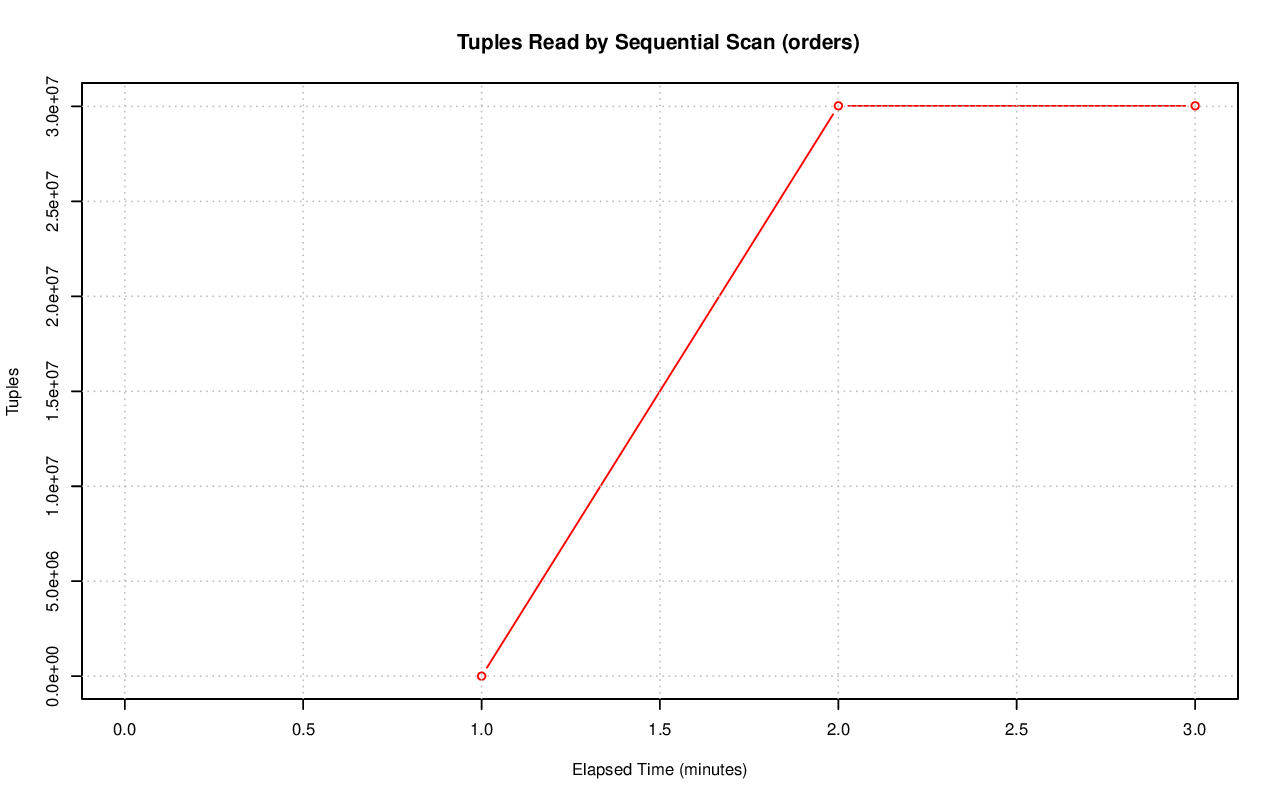 Tuples Read by Sequential Scan (orders)
3.0e+07
2.5e+07
2.0e+07
1.5e+07
1.0e+07
5.0e+06
0.0e+00
Tuples
0.0 0.5 1.0 1.5 2.0 2.5 3.0
Elapsed Time (minutes)